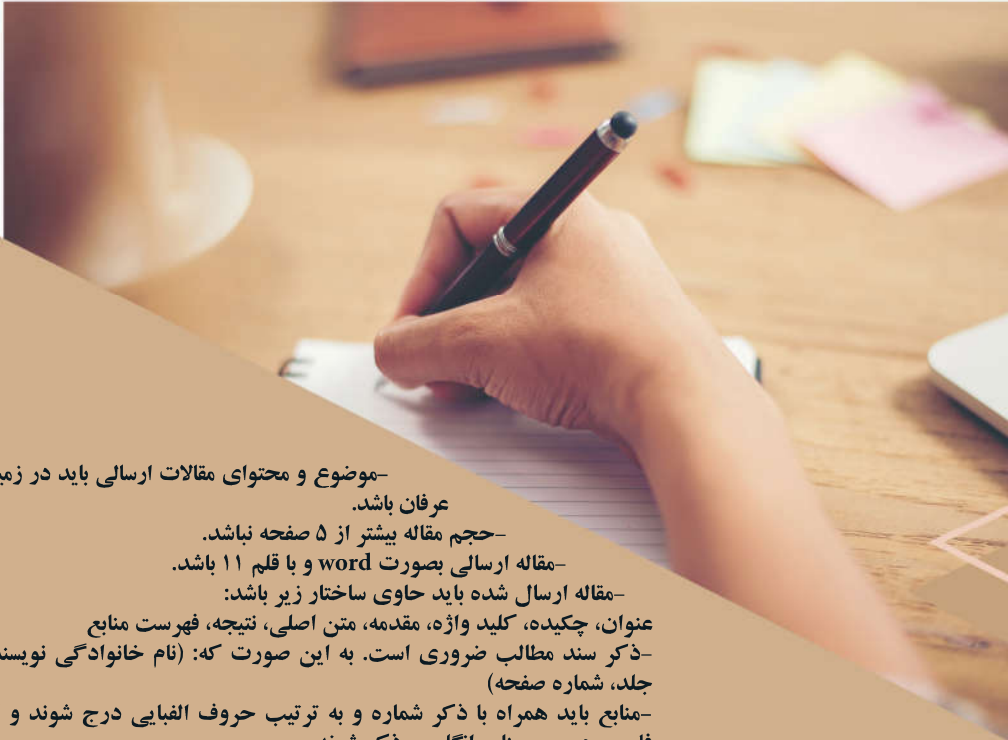 -موضوع و محتوای مقالات ارسالی باید در
عرفان باشد.
-حجم مقاله بیشتر از ۵ صفحه نباشد.
-مقاله ارسالی بصورت word و با قلم ۱۱ باشد.
-مقاله ارسال شده باید حاوی ساختار زیر باشد:
عنوان، چکیده، کلید واژه، مقدمه، متن اصلی، نتیجه، فهرست منابع
-ذکر سند مطالب ضروری است. به این صورت که: (نام خانوادگی
جلد، شماره صفحه)
-منابع باید همراه با ذکر شماره و به ترتیب حروف الفبایی درج شوند و